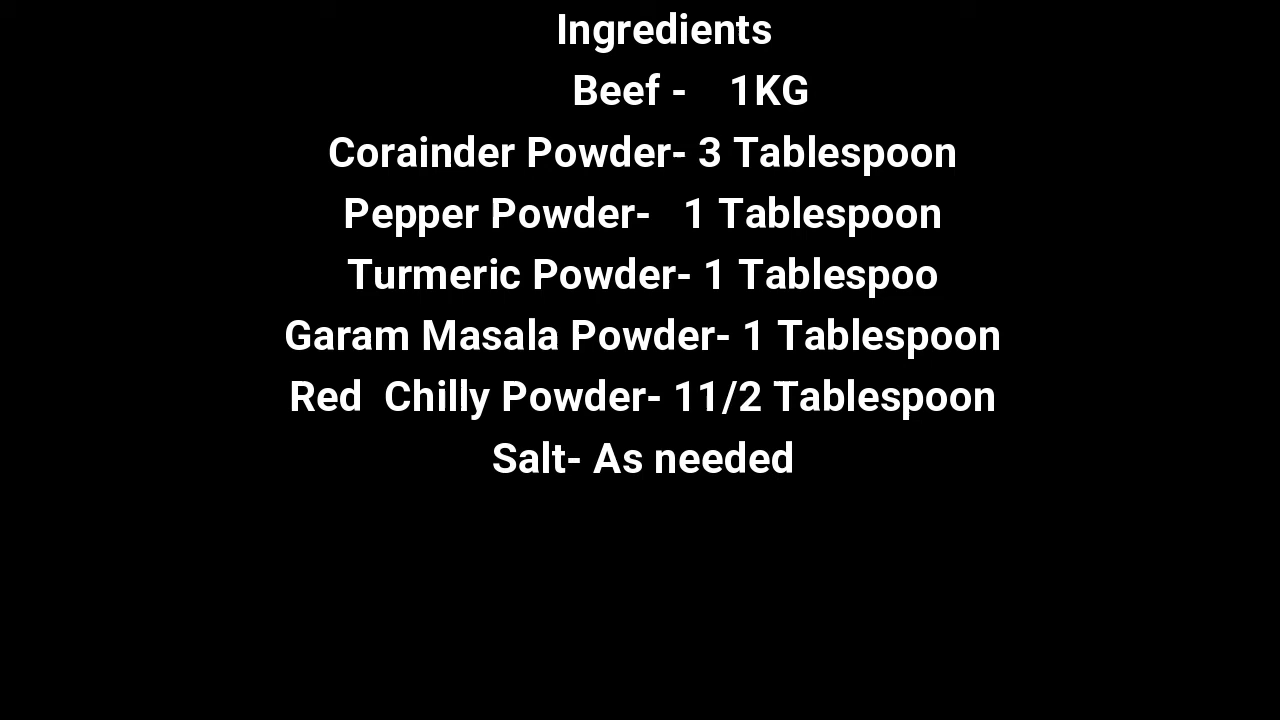 Ingredients
Beef - 1KG
Corainder Powder- 3 Tablespoon
Pepper Powder- 1 Tablespoon
Turmeric Powder- 1 Tablespoo
Garam Masala Powder- 1 Tablespoon
Red Chilly Powder- 11/2 Tablespoon
Salt- As needed